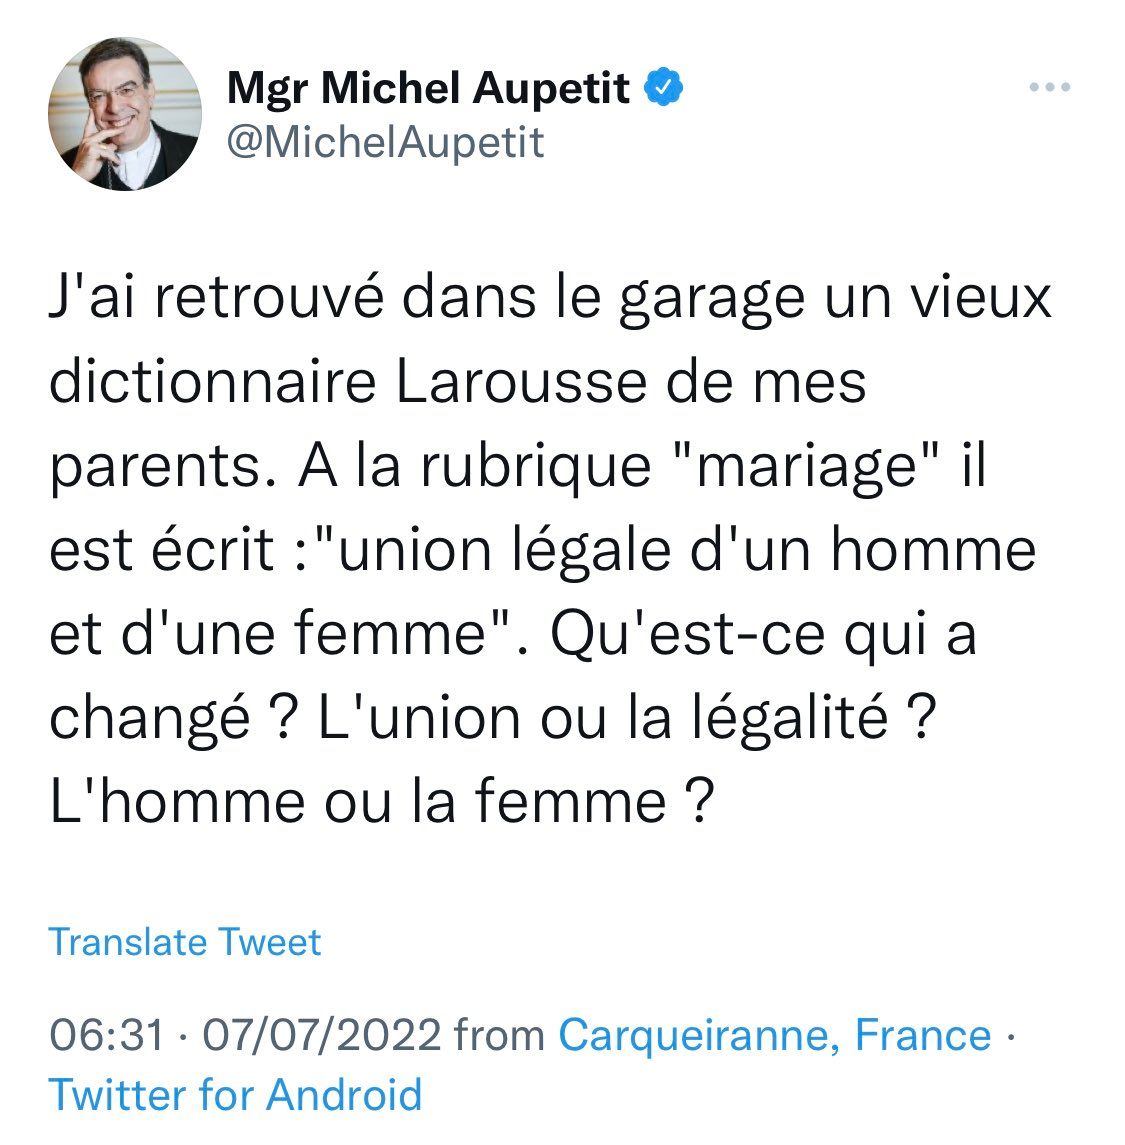 Mgr Michel Aupetit
@MichelAupetit
J'ai retrouvé dans le garage un vieux
dictionnaire Larousse de mes
parents. A la rubrique "mariage" il
est écrit :"union légale d'un homme
et d'une femme". Qu'est-ce qui a
changé ? L'union ou la légalité ?
L'homme ou la femme ?
Translate Tweet
06:31 · 07/07/2022 from Carqueiranne, France ·
Twitter for Android